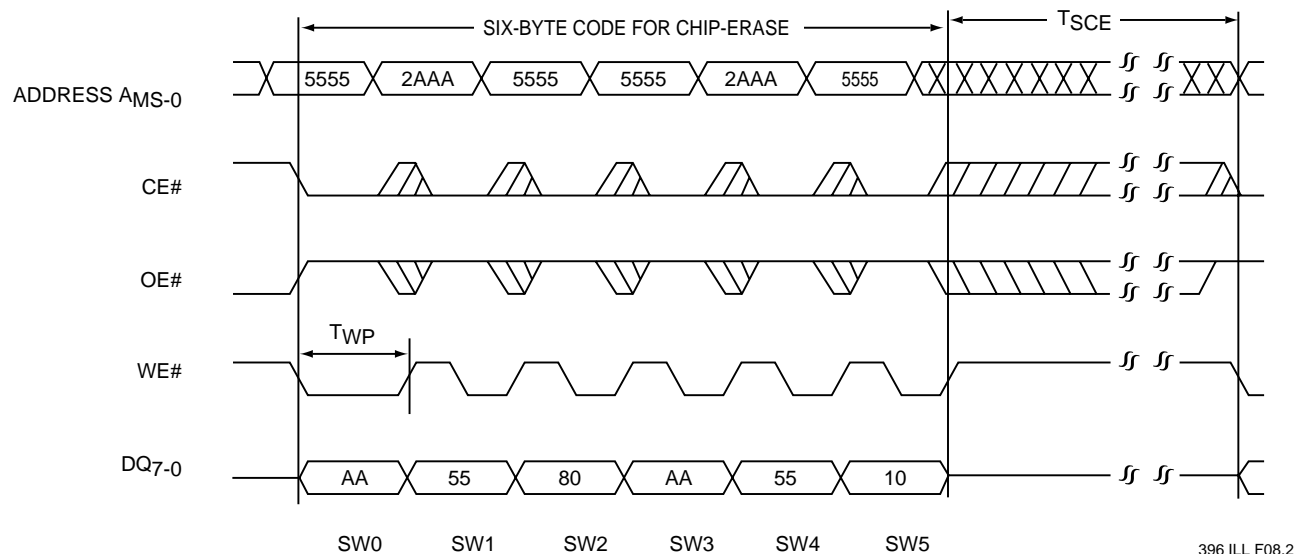 SIX-BYTE CODE FOR CHIP-ERASE
TSCE
ADDRESS AMS-0
5555 2AAA 5555 5555 2AAA 5555
CE#
OE#
TWP
WE#
DQ7-0
AA 55 80 AA 55 10
SW0 SW1 SW2 SW3 SW4 SW5
396 ILL F08.2